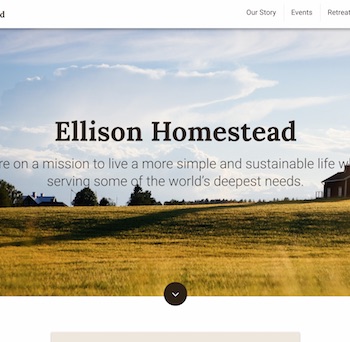 d
Our Story Events Retreat
Ellison Homestead
re on a mission to live a more simple and sustainable life w
serving some of the world's deepest needs.